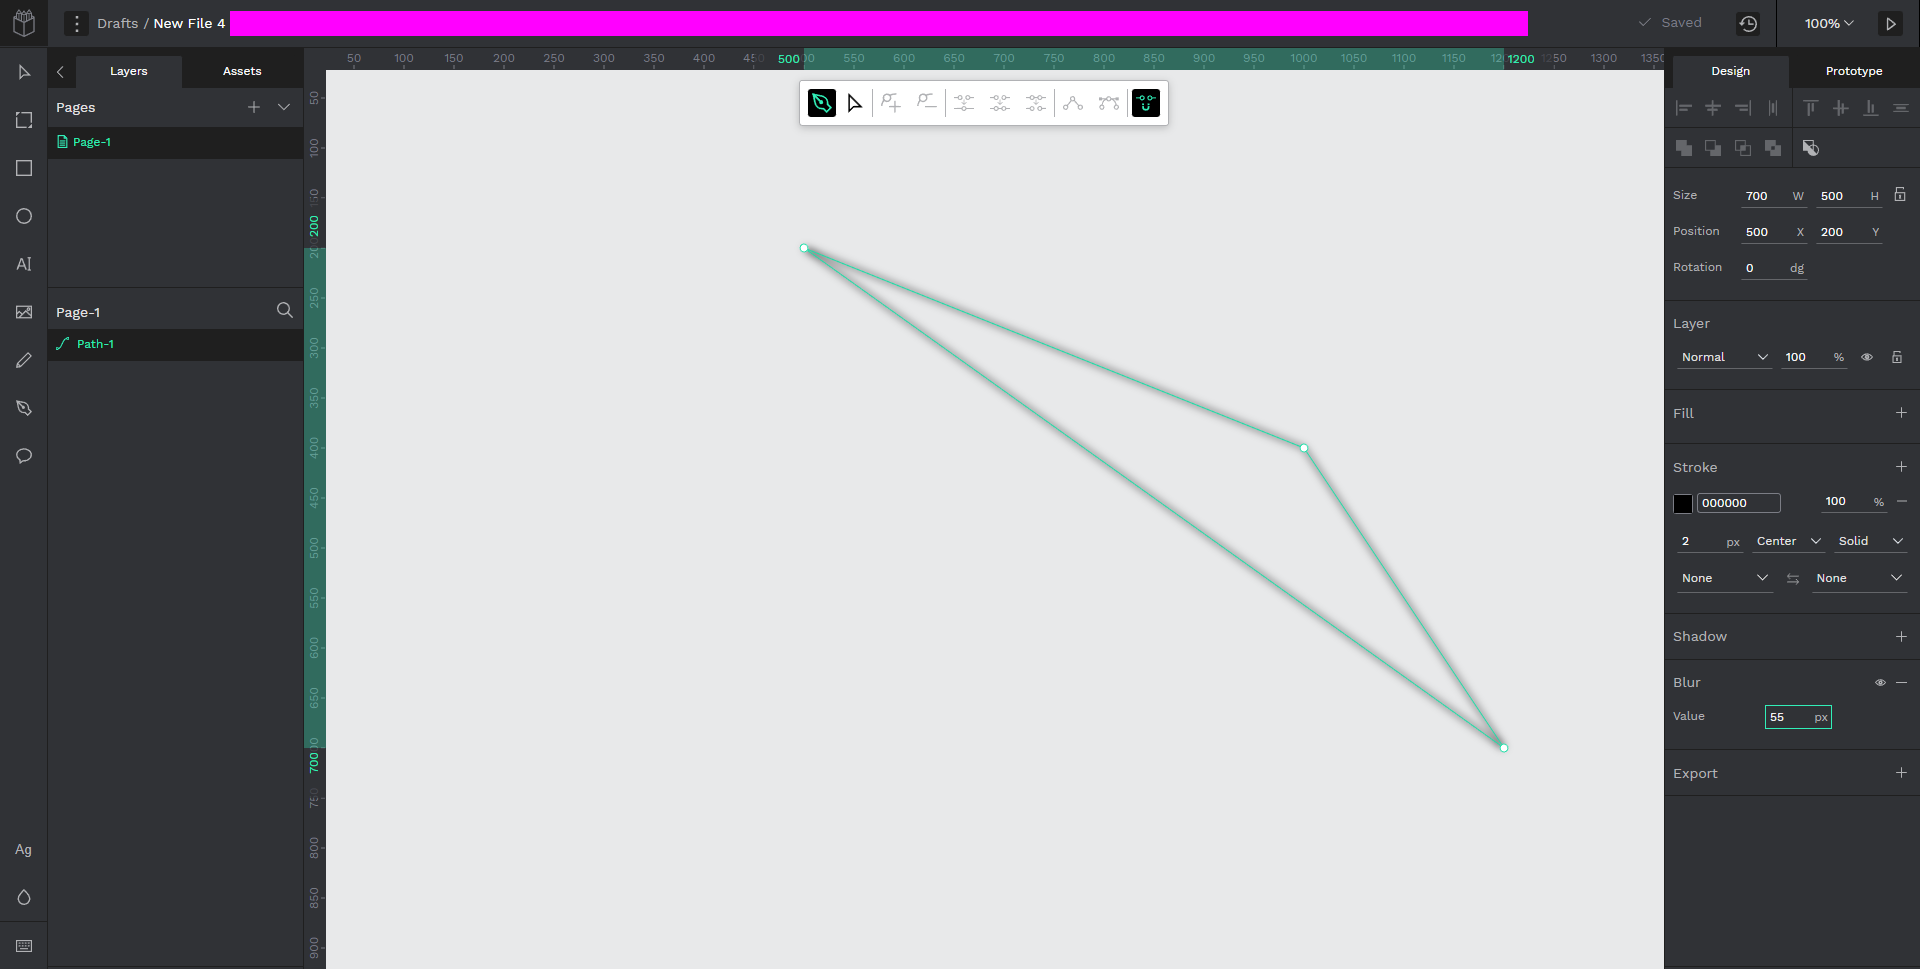 Drafts / New File 4
Saved
100%
Layers
Assets
Design
Prototype
50 100 150 200 250 300 350 400 500 550 600 650 700 750 800 850 900 950 1000 1050 1100 1150 1200 1250 1300 1350
Pages
Page-1
Page-1
Path-1
50
100
200
250
300
350
400
450
500
550
600
650
700
750
800
850
900
Size 700 W 500 H
Position 500 X 200 Y
Rotation 0 dg
Layer
Normal 100 %
Fill
Stroke
000000 100 %
2 px Center Solid
None None
Shadow
Blur
Value 55 px
Export
AI
Ag